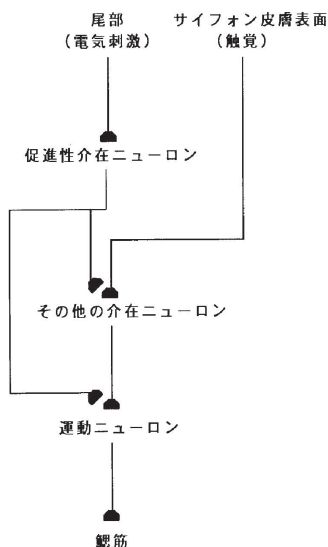 尾部
（電気刺激）
サイフォン皮膚表面
（触覚）
促進性介在ニューロン
その他の介在ニューロン
運動ニューロン
鰓筋